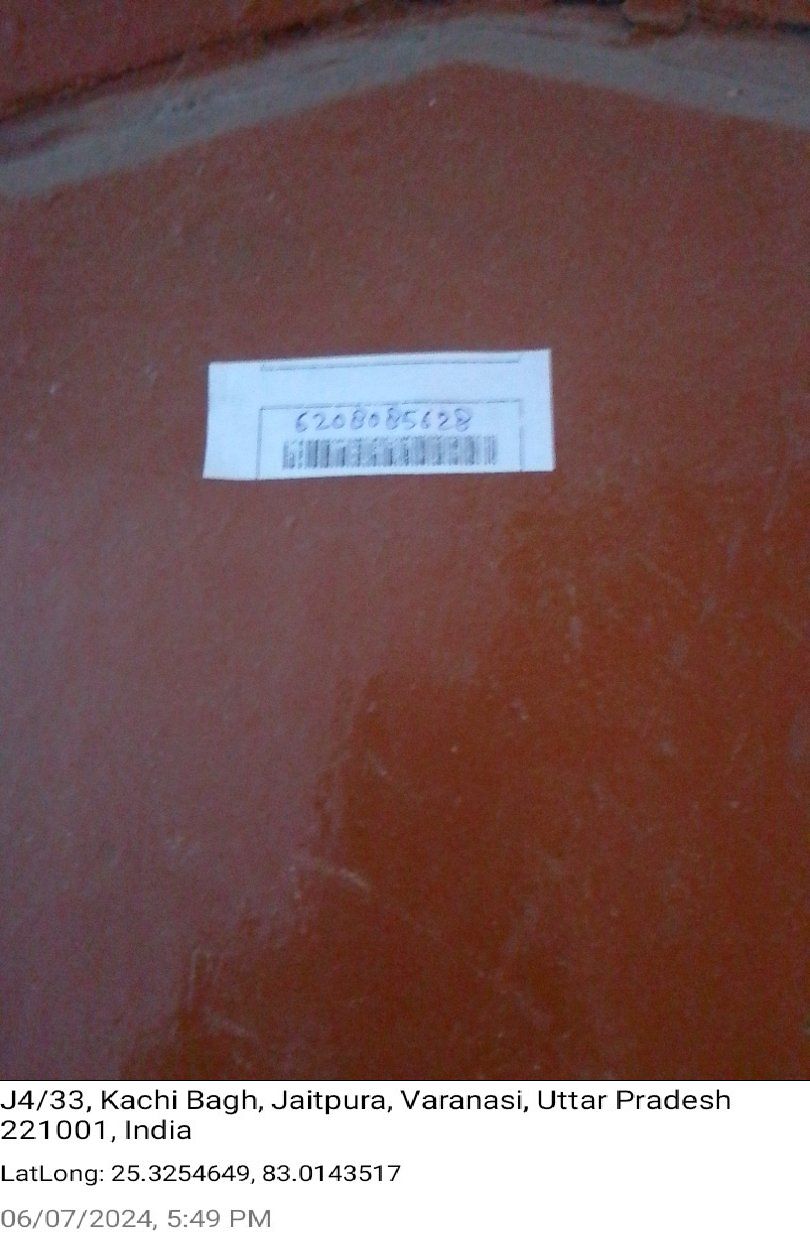 6208085628
J4/33, Kachi Bagh, Jaitpura, Varanasi, Uttar Pradesh
221001, India
LatLong: 25.3254649, 83.0143517
06/07/2024, 5:49 PM